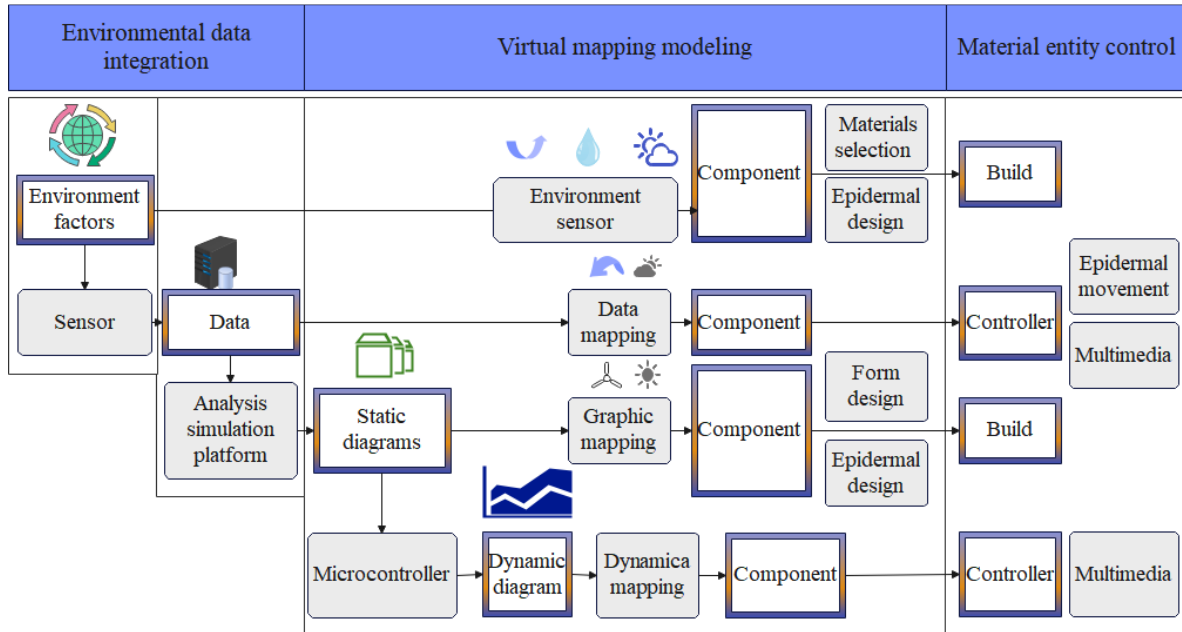 Environmental data
integration
Virtual mapping modeling
Material entity control
Environment
factors
Environment
sensor
Component
Materials
selection
Epidermal
design
Build
Sensor
Data
Data
mapping
Component
Controller
Epidermal
movement
Multimedia
Analysis
simulation
platform
Static
diagrams
Graphic
mapping
Component
Form
design
Epidermal
design
Build
Microcontroller
Dynamic
diagram
Dynamica
mapping
Component
Controller
Multimedia